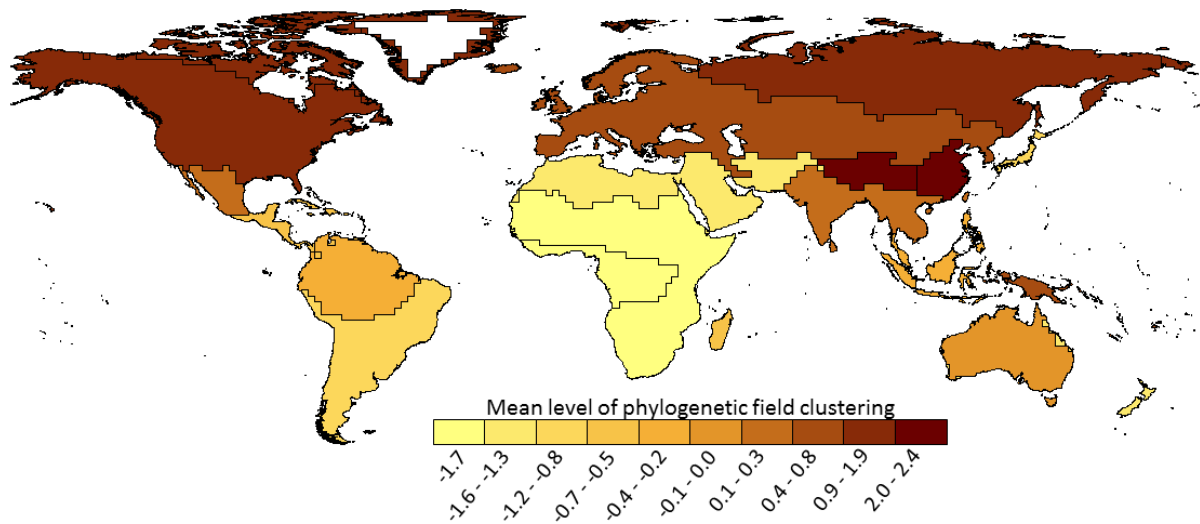 Mean level of phylogenetic field clustering
-1.7
-1.6 - -1.3
-1.2 - -0.8
-0.7 - -0.5
-0.4 - -0.2
-0.1 - 0.0
0.1 - 0.3
0.4 - 0.8
0.9 - 1.9
2.0 - 2.4